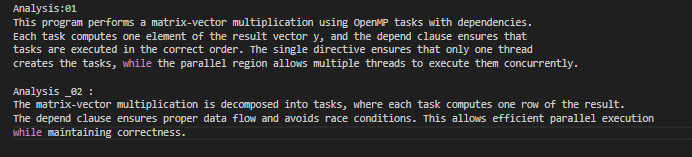 Analysis:01
This program performs a matrix-vector multiplication using OpenMP tasks with dependencies.
Each task computes one element of the result vector y, and the depend clause ensures that
tasks are executed in the correct order. The single directive ensures that only one thread
creates the tasks, while the parallel region allows multiple threads to execute them concurrently.
Analysis _02 :
The matrix-vector multiplication is decomposed into tasks, where each task computes one row of the result.
The depend clause ensures proper data flow and avoids race conditions. This allows efficient parallel execution
while maintaining correctness.